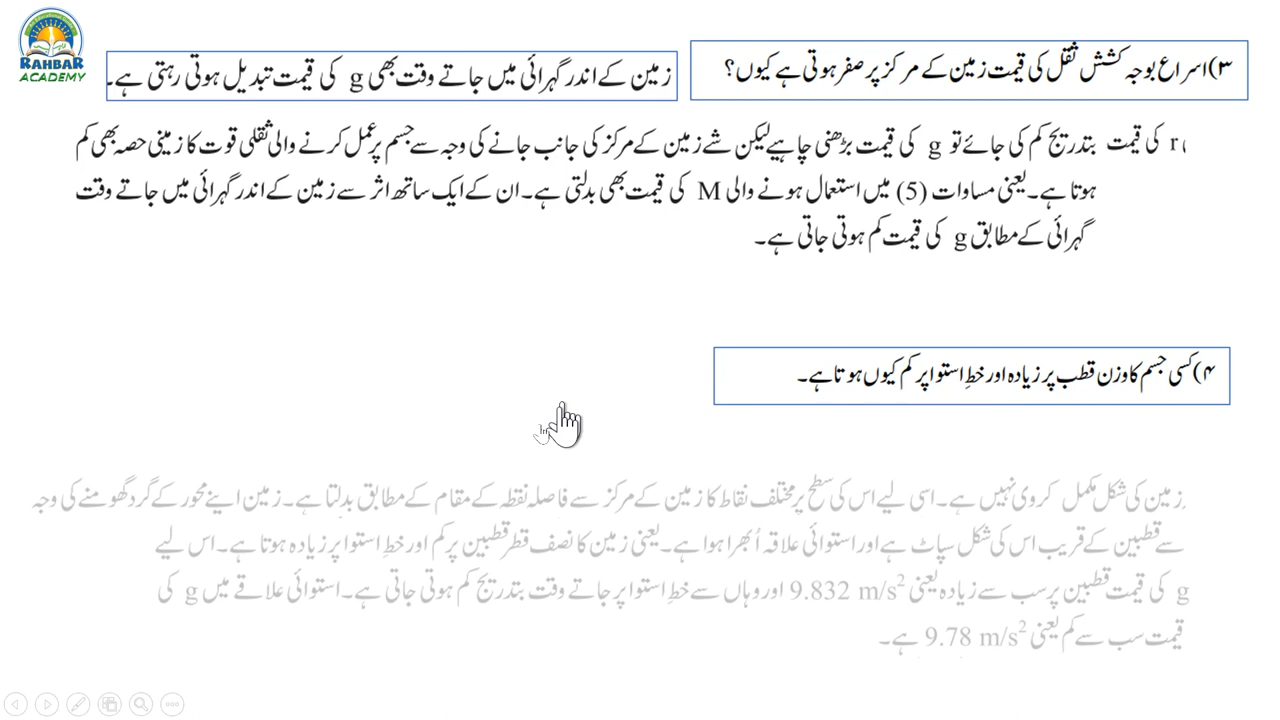 RAHBAR
ACADEMY
۳) اسراع بوجہ کشش ثقل کی قیمت زمین کے مرکز پر صفر ہوتی ہے کیوں؟
زمین کے اندر گہرائی میں جاتے وقت بھی g کی قیمت تبدیل ہوتی رہتی ہے۔
r کی قیمت بتدریج کم کی جائے تو g کی قیمت بڑھنی چاہیے لیکن شے زمین کے مرکز کی جانب جانے کی وجہ سے جسم پر عمل کرنے والی ثقلی قوت کا زمینی حصہ بھی کم
ہوتا ہے۔ یعنی مساوات (5) میں استعمال ہونے والی M کی قیمت بھی بدلتی ہے۔ ان کے ایک ساتھ اثر سے زمین کے اندر گہرائی میں جاتے وقت
گہرائی کے مطابق g کی قیمت کم ہوتی جاتی ہے۔
۴) کسی جسم کا وزن قطب پر زیادہ اور خطِ استوا پر کم کیوں ہوتا ہے۔
زمین کی شکل مکمل کروی نہیں ہے۔ اسی لیے اس کی سطح پر مختلف نقاط کا زمین کے مرکز سے فاصلہ نقطہ کے مقام کے مطابق بدلتا ہے۔ زمین اپنے محور کے گرد گھومنے کی وجہ
سے قطبین کے قریب اس کی شکل سپاٹ ہے اور استوائی علاقہ اُبھرا ہوا ہے۔ یعنی زمین کا نصف قطر قطبین پر کم اور خطِ استوا پر زیادہ ہوتا ہے۔ اس لیے
g کی قیمت قطبین پر سب سے زیادہ یعنی 9.832 m/s² اور وہاں سے خطِ استوا پر جاتے وقت بتدریج کم ہوتی جاتی ہے۔ استوائی علاقے میں g کی
قیمت سب سے کم یعنی 9.78 m/s² ہے۔